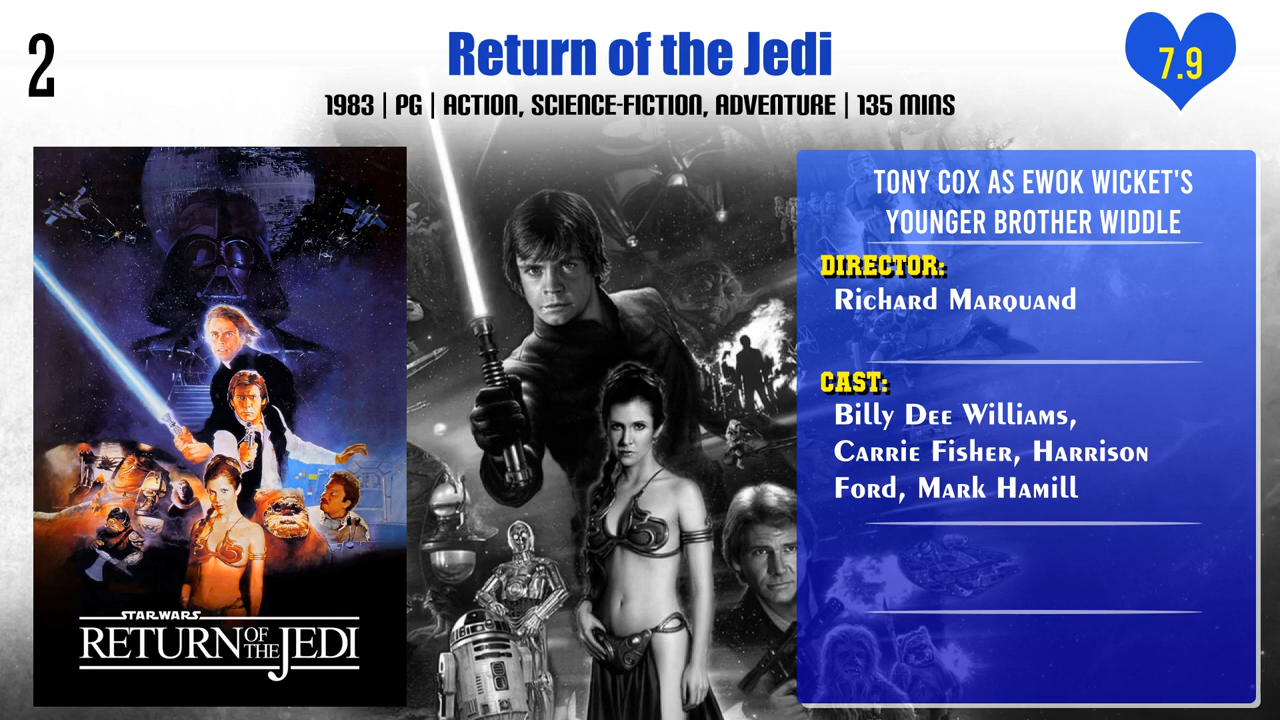 2
Return of the Jedi
7.9
1983 | PG | ACTION, SCIENCE-FICTION, ADVENTURE | 135 MINS
TONY COX AS EWOK WICKET'S
YOUNGER BROTHER WIDDLE
DIRECTOR:
Richard Marquand
CAST:
Billy Dee Williams,
Carrie Fisher, Harrison
Ford, Mark Hamill
STAR WARS
RETURN OF THE JEDI